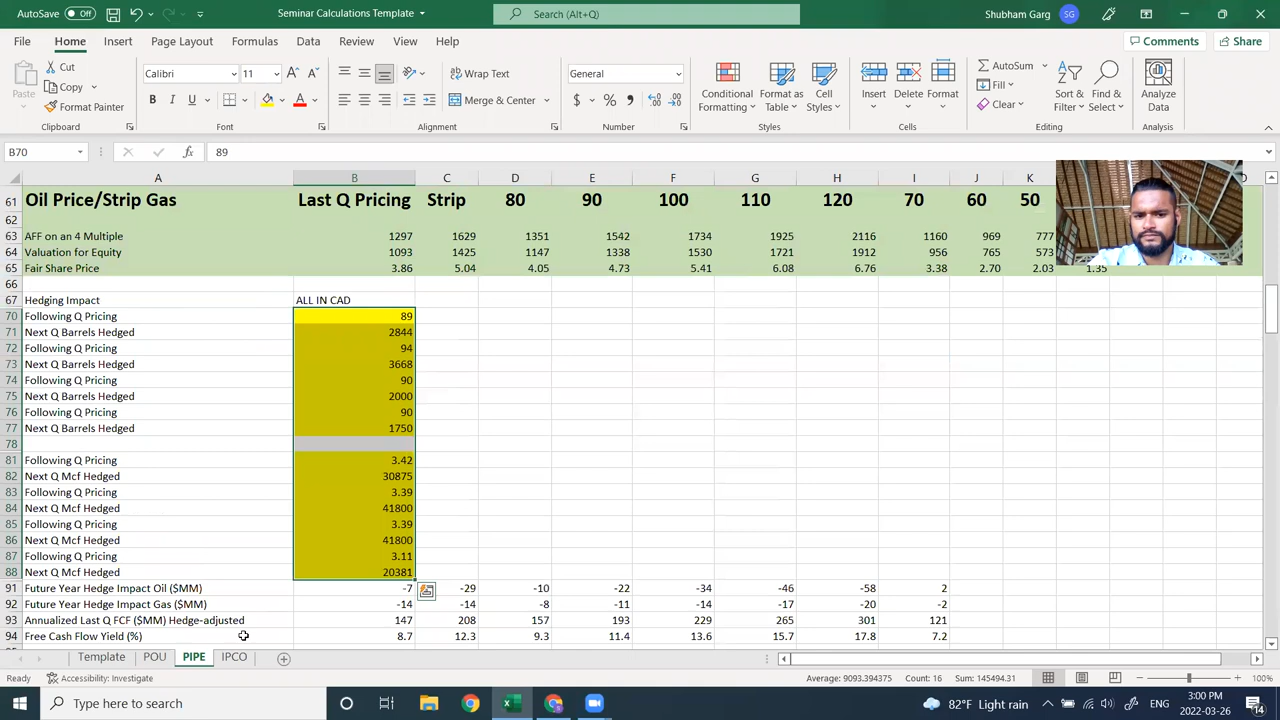 AutoSave Off Seminar Calculations Template Search (Alt+Q) Shubham Garg SG
File Home Insert Page Layout Formulas Data Review View Help Comments Share
Paste Cut Copy Format Painter Calibri 11 Wrap Text Merge & Center General Conditional Formatting Format as Table Cell Styles Insert Delete Format AutoSum Fill Clear Sort & Filter Find & Select Analyze Data
Clipboard Font Alignment Number Styles Cells Editing Analysis
B70 fx 89
A B C D E F G H I J K
61 Oil Price/Strip Gas Last Q Pricing Strip 80 90 100 110 120 70 60 50
62
63 AFF on an 4 Multiple 1297 1629 1351 1542 1734 1925 2116 1160 969 777
64 Valuation for Equity 1093 1425 1147 1338 1530 1721 1912 956 765 573
65 Fair Share Price 3.86 5.04 4.05 4.73 5.41 6.08 6.76 3.38 2.70 2.03 1.35
66
67 Hedging Impact ALL IN CAD
70 Following Q Pricing 89
71 Next Q Barrels Hedged 2844
72 Following Q Pricing 94
73 Next Q Barrels Hedged 3668
74 Following Q Pricing 90
75 Next Q Barrels Hedged 2000
76 Following Q Pricing 90
77 Next Q Barrels Hedged 1750
78
81 Following Q Pricing 3.42
82 Next Q Mcf Hedged 30875
83 Following Q Pricing 3.39
84 Next Q Mcf Hedged 41800
85 Following Q Pricing 3.39
86 Next Q Mcf Hedged 41800
87 Following Q Pricing 3.11
88 Next Q Mcf Hedged 20381
91 Future Year Hedge Impact Oil ($MM) -7 -29 -10 -22 -34 -46 -58 2
92 Future Year Hedge Impact Gas ($MM) -14 -14 -8 -11 -14 -17 -20 -2
93 Annualized Last Q FCF ($MM) Hedge-adjusted 147 208 157 193 229 265 301 121
94 Free Cash Flow Yield (%) 8.7 12.3 9.3 11.4 13.6 15.7 17.8 7.2
Template POU PIPE IPCO
Ready Accessibility: Investigate Average: 9093.394375 Count: 16 Sum: 145494.31 100%
Type here to search 82°F Light rain ENG 3:00 PM 2022-03-26 14